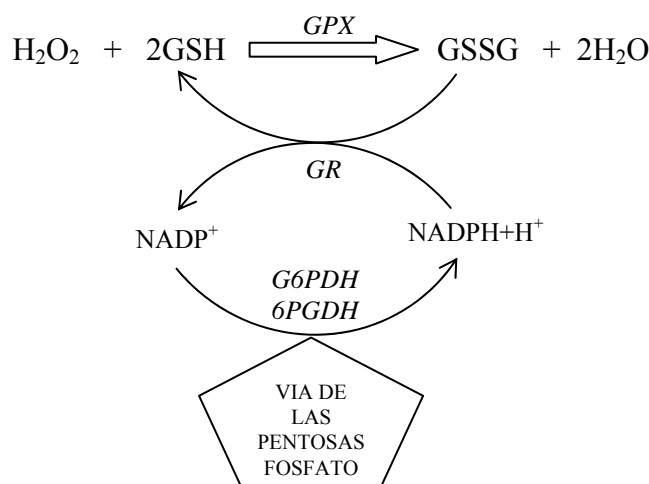 GPX
H₂O₂ + 2GSH GSSG + 2H₂O
GR
NADP⁺ NADPH+H⁺
G6PDH
6PGDH
VIA DE
LAS
PENTOSAS
FOSFATO